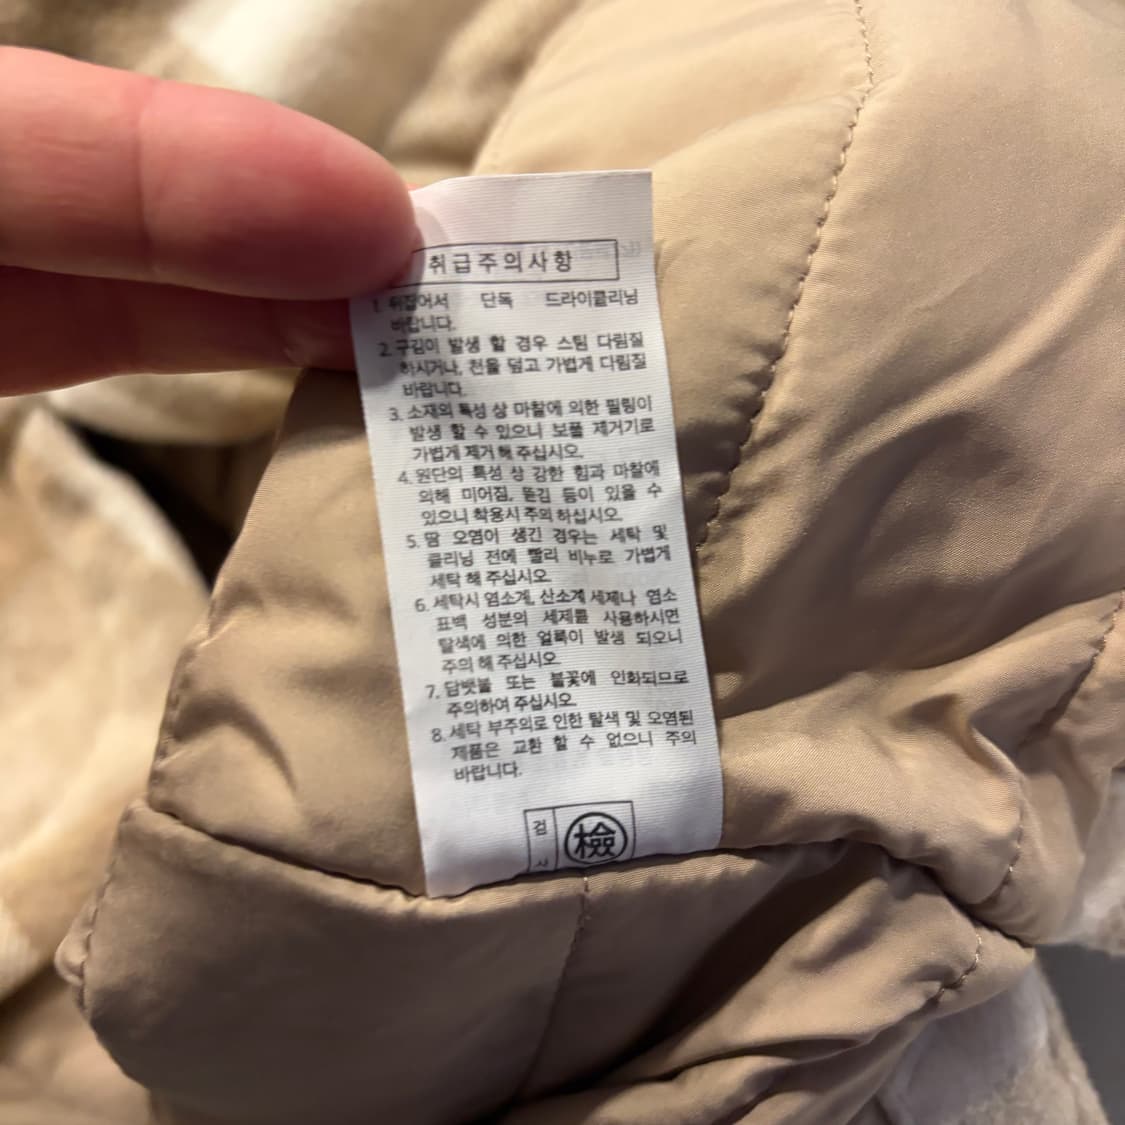 취급주의사항
1. 뒤집어서 단독 드라이클리닝
바랍니다.
2. 구김이 발생 할 경우 스팀 다림질
하시거나, 천을 덮고 가볍게 다림질
바랍니다.
3. 소재의 특성 상 마찰에 의한 필링이
발생 할 수 있으니 보풀 제거기로
가볍게 제거 해 주십시오.
4. 원단의 특성 상 강한 힘과 마찰에
의해 미어짐, 뜯김 등이 있을 수
있으니 착용시 주의 하십시오.
5. 땀 오염이 생긴 경우는 세탁 및
클리닝 전에 빨리 비누로 가볍게
세탁 해 주십시오.
6. 세탁시 염소계, 산소계 세제나 염소
표백 성분의 세제를 사용하시면
탈색에 의한 얼룩이 발생 되오니
주의 해 주십시오.
7. 담뱃불 또는 불꽃에 인화되므로
주의하여 주십시오.
8. 세탁 부주의로 인한 탈색 및 오염된
제품은 교환 할 수 없으니 주의
바랍니다.
검
檢